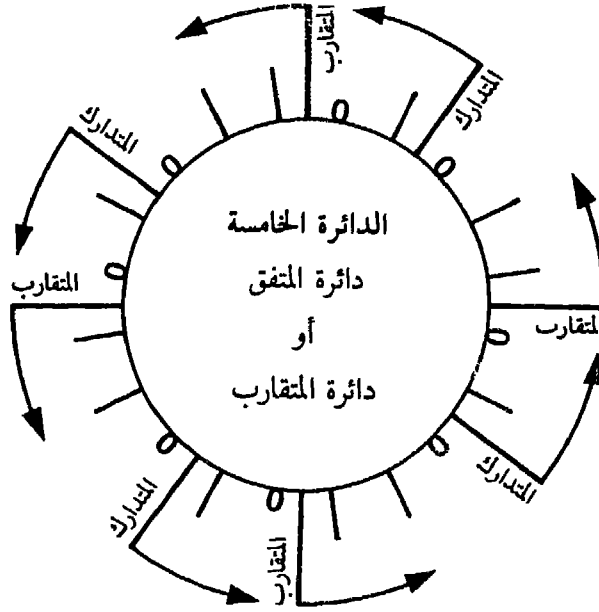 المتقارب
المتدارك
المتدارك
المتقارب
المتقارب
الدائرة الخامسة
دائرة المتفق
أو
دائرة المتقارب
المتدارك
المتدارك
المتقارب